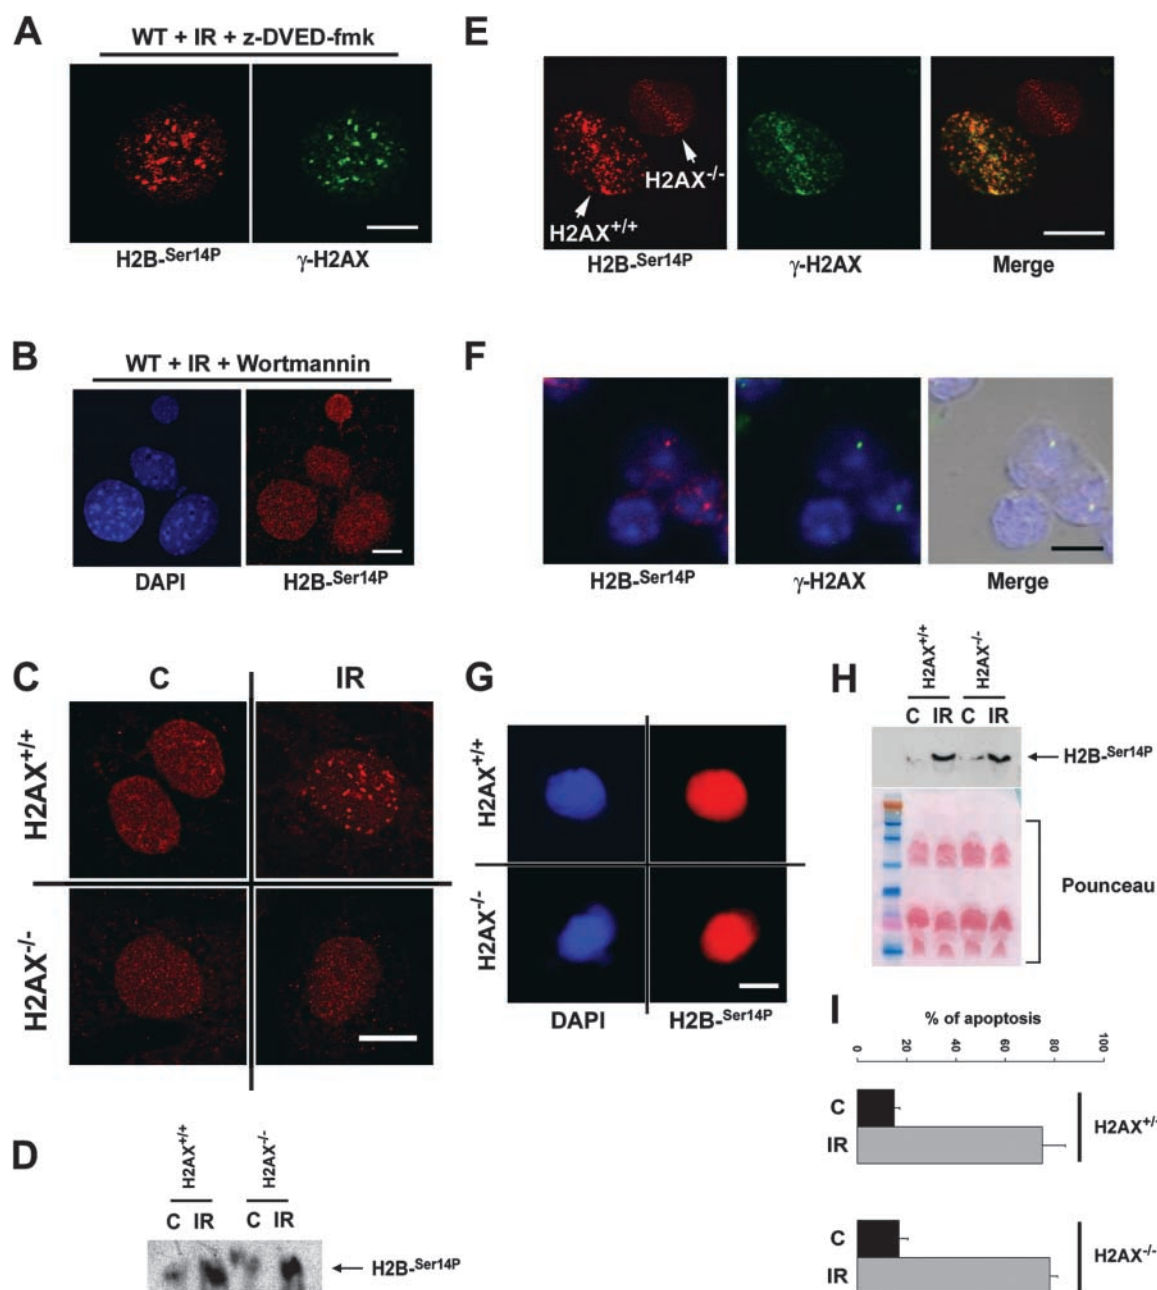 A
WT + IR + z-DVED-fmk
H2B-Ser14P
γ-H2AX
B
WT + IR + Wortmannin
DAPI
H2B-Ser14P
C
C
IR
H2AX+/+
H2AX-/-
D
H2AX+/+
H2AX-/-
C IR C IR
H2B-Ser14P
E
H2AX-/-
H2AX+/+
H2B-Ser14P
γ-H2AX
Merge
F
H2B-Ser14P
γ-H2AX
Merge
G
H2AX+/+
H2AX-/-
DAPI
H2B-Ser14P
H
H2AX+/+
H2AX-/-
C IR C IR
H2B-Ser14P
Pounceau
I
% of apoptosis
0 20 40 60 80 100
C
IR
H2AX+/
C
IR
H2AX-/-